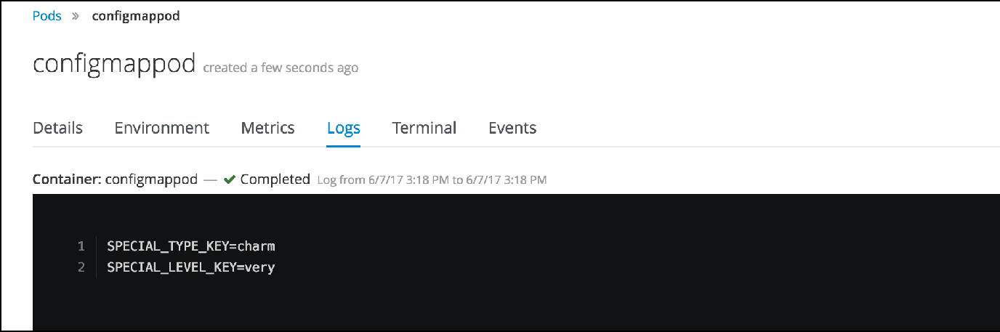 Pods » configmappod
configmappod created a few seconds ago
Details Environment Metrics Logs Terminal Events
Container: configmappod — ✔ Completed Log from 6/7/17 3:18 PM to 6/7/17 3:18 PM
1 SPECIAL_TYPE_KEY=charm
2 SPECIAL_LEVEL_KEY=very